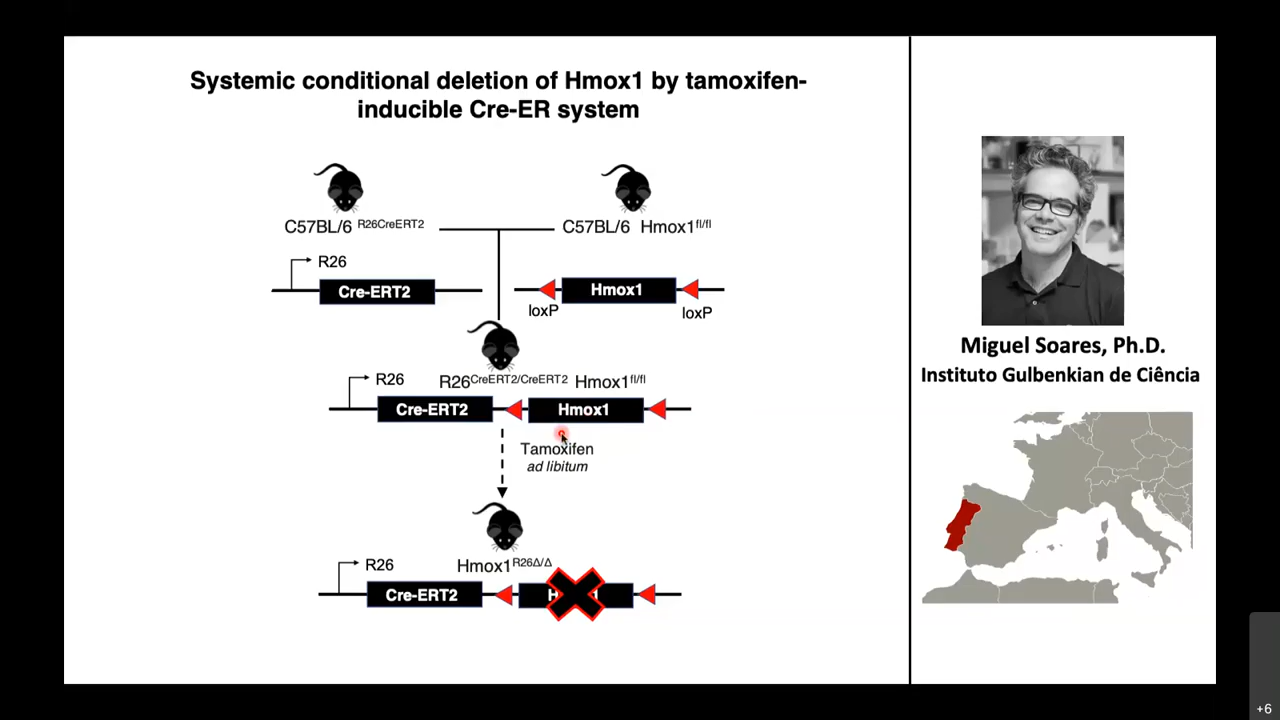 Systemic conditional deletion of Hmox1 by tamoxifen-
inducible Cre-ER system
C57BL/6 R26CreERT2
C57BL/6 Hmox1fl/fl
R26
Cre-ERT2
Hmox1
loxP
loxP
R26
R26CreERT2/CreERT2 Hmox1fl/fl
Cre-ERT2
Hmox1
Tamoxifen
ad libitum
R26
Hmox1R26Δ/Δ
Cre-ERT2
Miguel Soares, Ph.D.
Instituto Gulbenkian de Ciência
+6